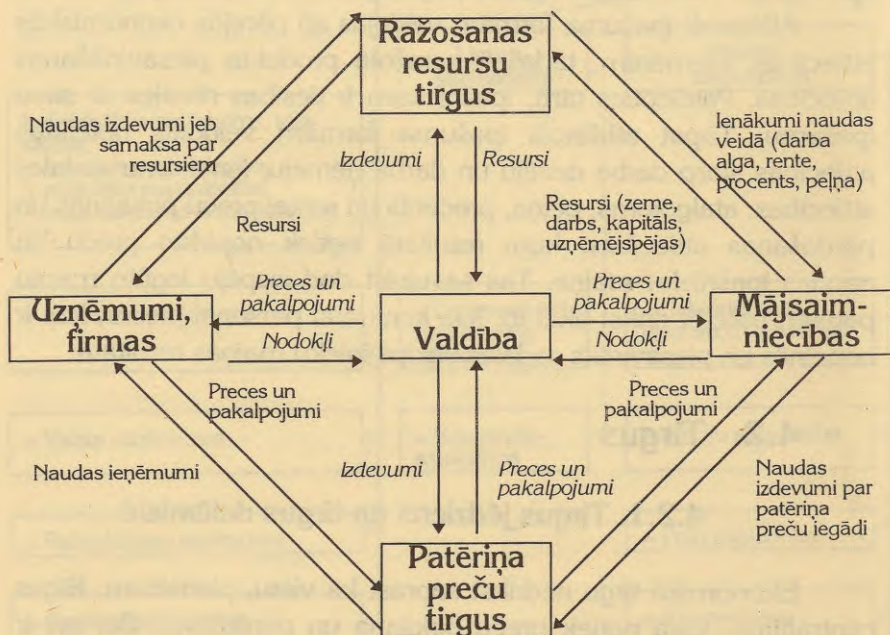 Ražošanas
resursu
tirgus
Naudas izdevumi jeb
samaksa par
resursiem
Izdevumi
Resursi
Ienākumi naudas
veidā (darba
alga, rente,
procents, peļņa)
Resursi
Resursi (zeme,
darbs, kapitāls,
uzņēmējspējas)
Uzņēmumi,
firmas
Preces un
pakalpojumi
Nodokļi
Valdība
Preces un
pakalpojumi
Nodokļi
Mājsaim-
niecības
Preces un
pakalpojumi
Preces un
pakalpojumi
Naudas ieņēmumi
Izdevumi
Preces un
pakalpojumi
Naudas
izdevumi par
patēriņa
preču iegādi
Patēriņa
preču
tirgus